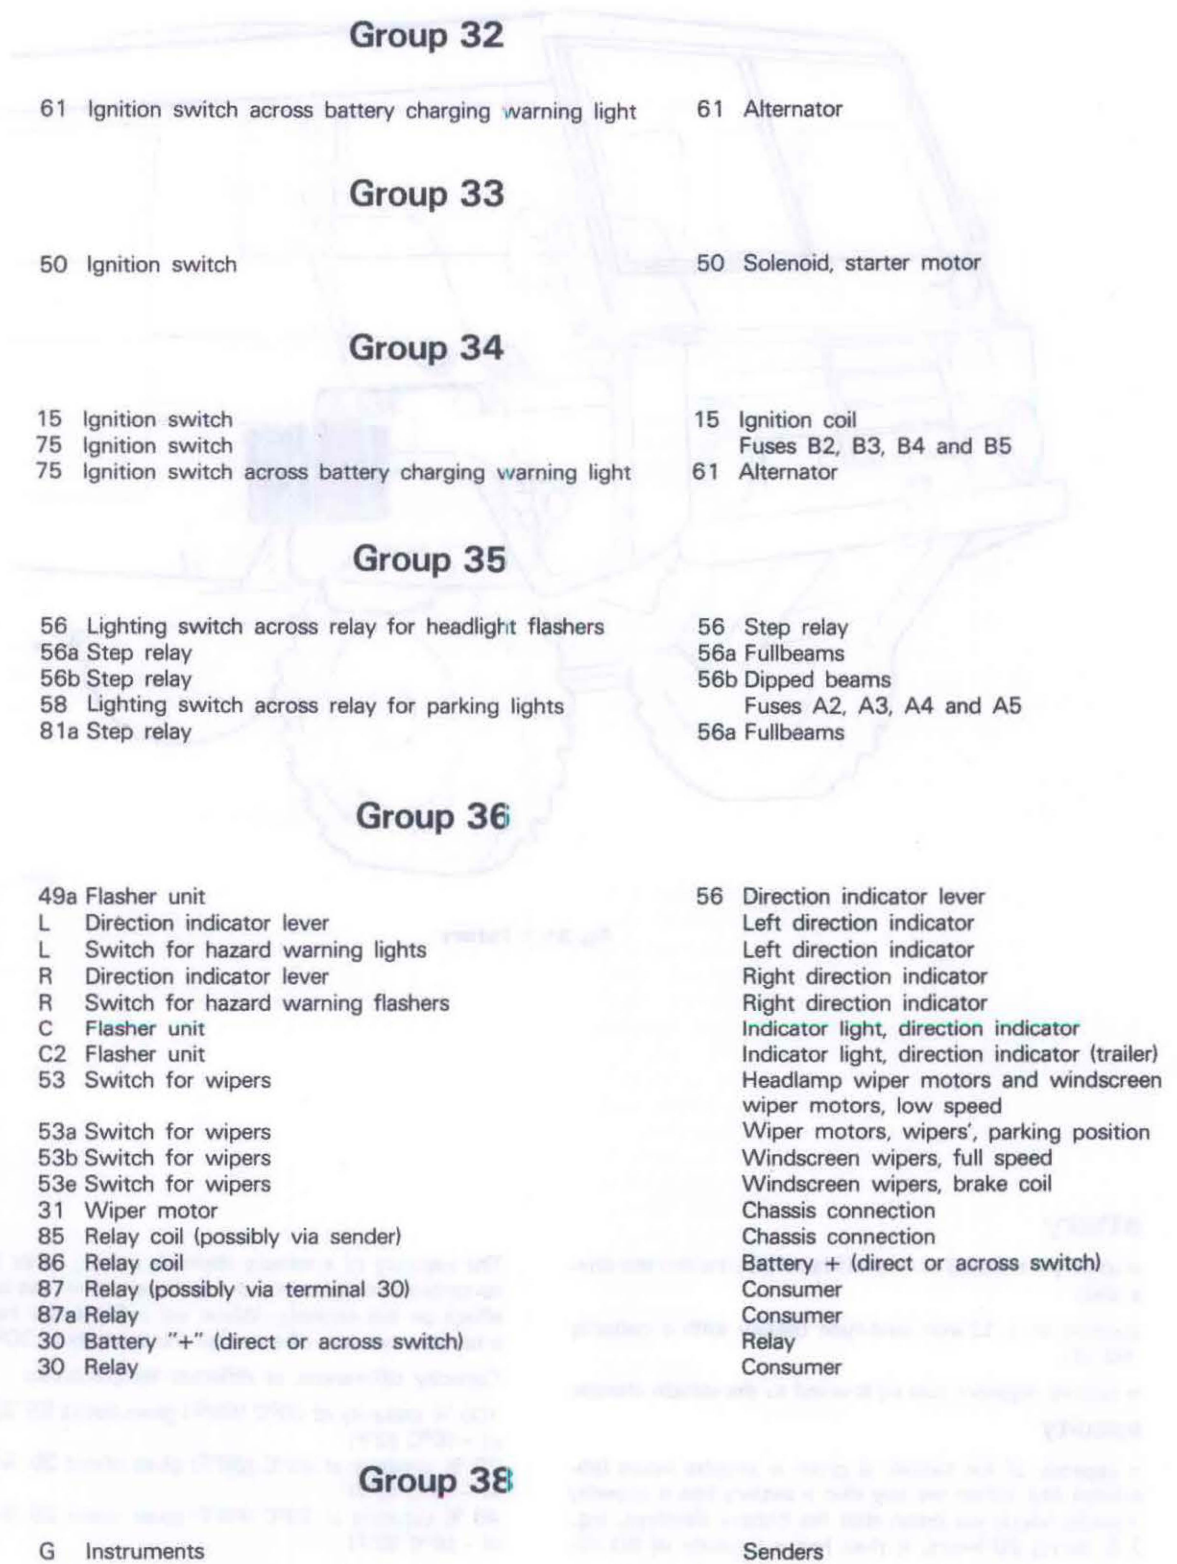 Group 32
61 Ignition switch across battery charging warning light 61 Alternator
Group 33
50 Ignition switch 50 Solenoid, starter motor
Group 34
15 Ignition switch 15 Ignition coil
75 Ignition switch Fuses B2, B3, B4 and B5
75 Ignition switch across battery charging warning light 61 Alternator
Group 35
56 Lighting switch across relay for headlight flashers 56 Step relay
56a Step relay 56a Fullbeams
56b Step relay 56b Dipped beams
58 Lighting switch across relay for parking lights Fuses A2, A3, A4 and A5
81a Step relay 56a Fullbeams
Group 36
49a Flasher unit 56 Direction indicator lever
L Direction indicator lever Left direction indicator
L Switch for hazard warning lights Left direction indicator
R Direction indicator lever Right direction indicator
R Switch for hazard warning flashers Right direction indicator
C Flasher unit Indicator light, direction indicator
C2 Flasher unit Indicator light, direction indicator (trailer)
53 Switch for wipers Headlamp wiper motors and windscreen
wiper motors, low speed
53a Switch for wipers Wiper motors, wipers', parking position
53b Switch for wipers Windscreen wipers, full speed
53e Switch for wipers Windscreen wipers, brake coil
31 Wiper motor Chassis connection
85 Relay coil (possibly via sender) Chassis connection
86 Relay coil Battery + (direct or across switch)
87 Relay (possibly via terminal 30) Consumer
87a Relay Consumer
30 Battery "+" (direct or across switch) Relay
30 Relay Consumer
Group 38
G Instruments Senders